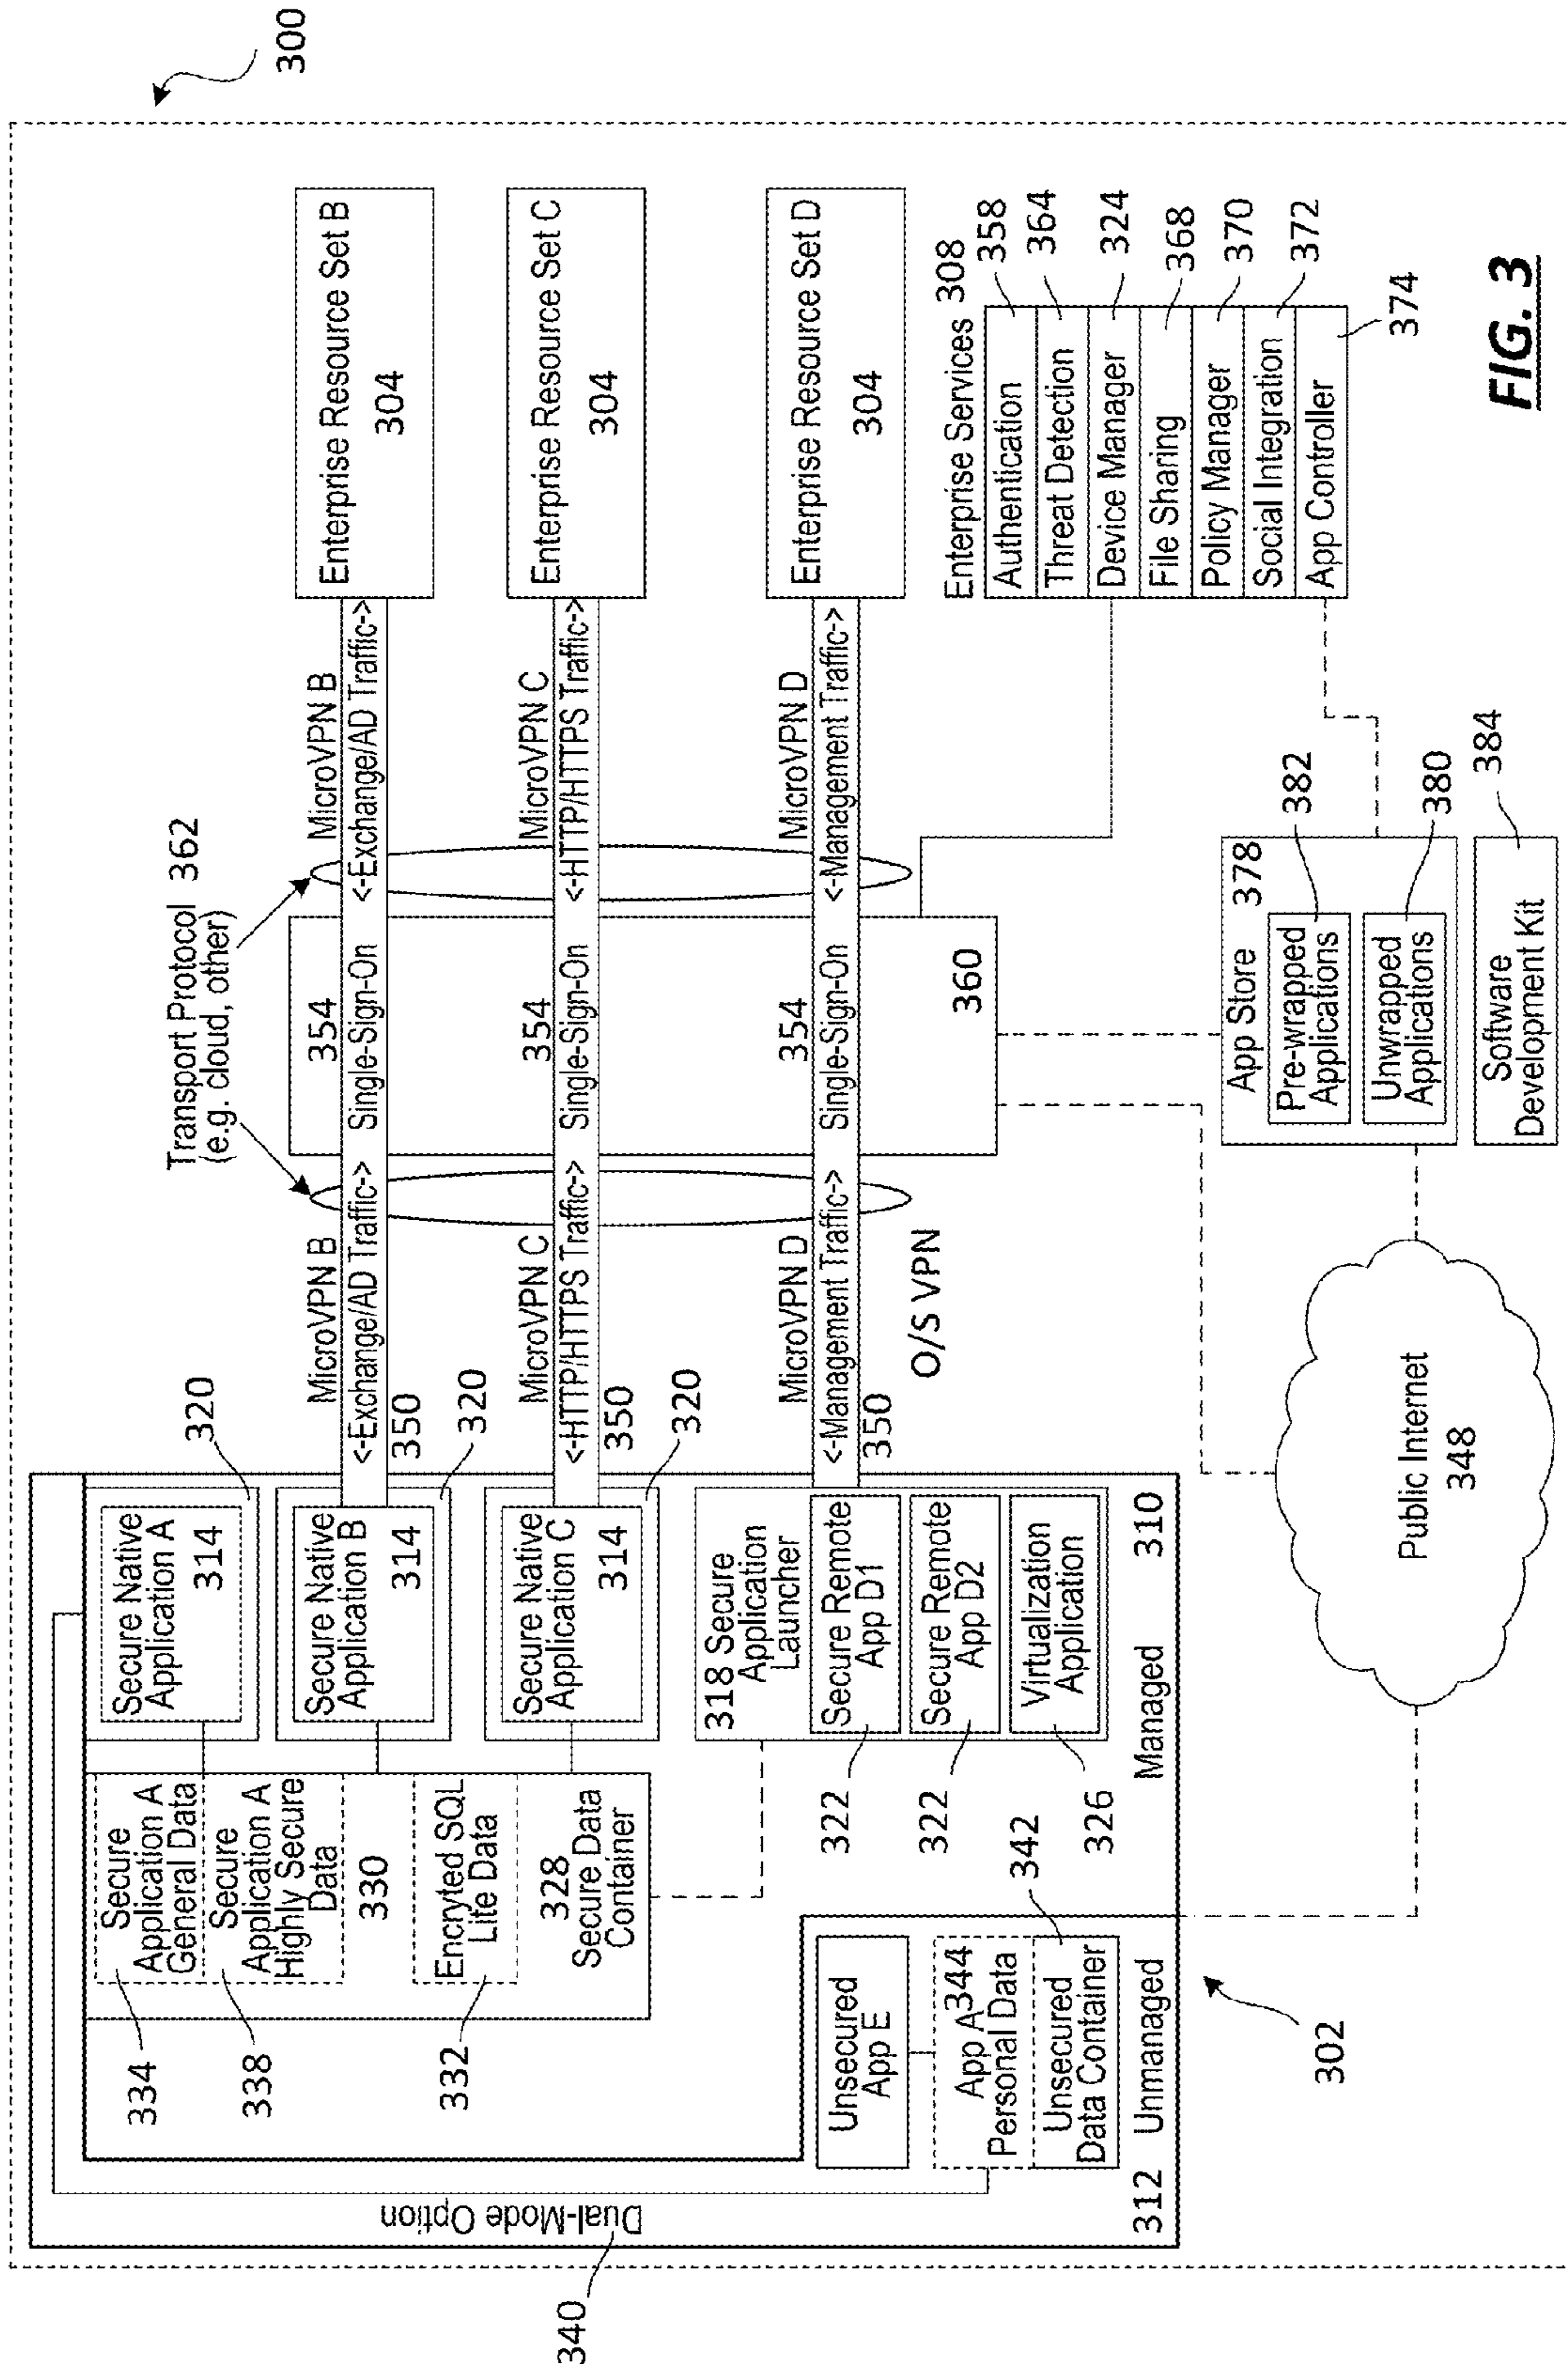 300
340
Dual-Mode Option
334
Secure
Application A
General Data
338
Secure
Application A
Highly Secure
Data
330
332
Encryted SQL
Lite Data
328
Secure Data
Container
Secure Native
Application A
314
320
Secure Native
Application B
314
320
Secure Native
Application C
314
320
318 Secure
Application
Launcher
Secure Remote
App D1
322
Secure Remote
App D2
322
Virtualization
Application
326
Managed
310
Unsecured
App E
App A 344
Personal Data
Unsecured
Data Container
342
312
Unmanaged
302
MicroVPN B
<-Exchange/AD Traffic->
350
MicroVPN C
<-HTTP/HTTPS Traffic->
350
MicroVPN D
<-Management Traffic->
350
O/S VPN
Transport Protocol 362
(e.g. cloud, other)
354
Single-Sign-On
354
Single-Sign-On
354
Single-Sign-On
360
MicroVPN B
<-Exchange/AD Traffic->
MicroVPN C
<-HTTP/HTTPS Traffic->
MicroVPN D
<-Management Traffic->
Enterprise Resource Set B
304
Enterprise Resource Set C
304
Enterprise Resource Set D
304
Enterprise Services 308
Authentication
358
Threat Detection
364
Device Manager
324
File Sharing
368
Policy Manager
370
Social Integration
372
App Controller
374
Public Internet
348
App Store 378
Pre-wrapped
Applications
382
Unwrapped
Applications
380
Software
Development Kit
384
FIG. 3